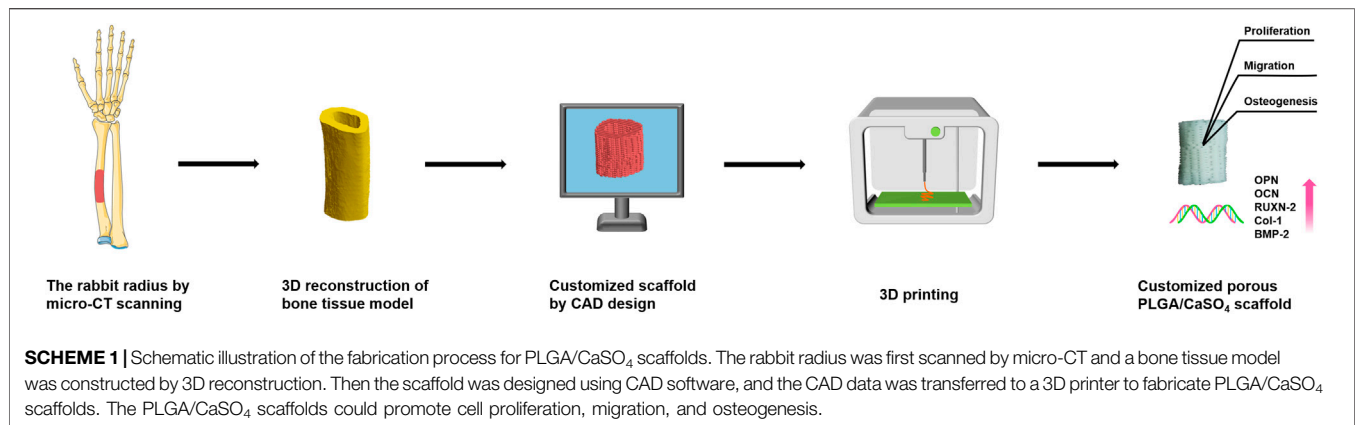 Proliferation
Migration
Osteogenesis
OPN
OCN
RUXN-2
Col-1
BMP-2
The rabbit radius by
micro-CT scanning
3D reconstruction of
bone tissue model
Customized scaffold
by CAD design
3D printing
Customized porous
PLGA/CaSO₄ scaffold
SCHEME 1 | Schematic illustration of the fabrication process for PLGA/CaSO₄ scaffolds. The rabbit radius was first scanned by micro-CT and a bone tissue model
was constructed by 3D reconstruction. Then the scaffold was designed using CAD software, and the CAD data was transferred to a 3D printer to fabricate PLGA/CaSO₄
scaffolds. The PLGA/CaSO₄ scaffolds could promote cell proliferation, migration, and osteogenesis.